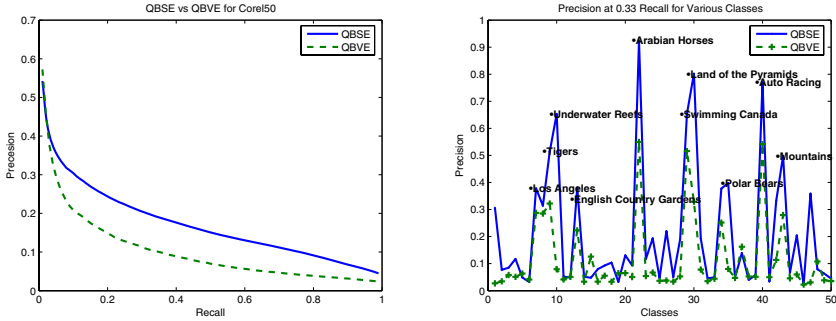 QBSE vs QBVE for Corel50
0.7
0.6
0.5
0.4
0.3
0.2
0.1
0
0
0.2
0.4
0.6
0.8
1
Precesion
Recall
QBSE
QBVE
Precision at 0.33 Recall for Various Classes
1
0.9
0.8
0.7
0.6
0.5
0.4
0.3
0.2
0.1
0
0
10
20
30
40
50
Precision
Classes
QBSE
QBVE
•Arabian Horses
•Land of the Pyramids
•Auto Racing
•Underwater Reefs
•Swimming Canada
•Tigers
•Mountains
•Los Angeles
•Polar Bears
•English Country Gardens